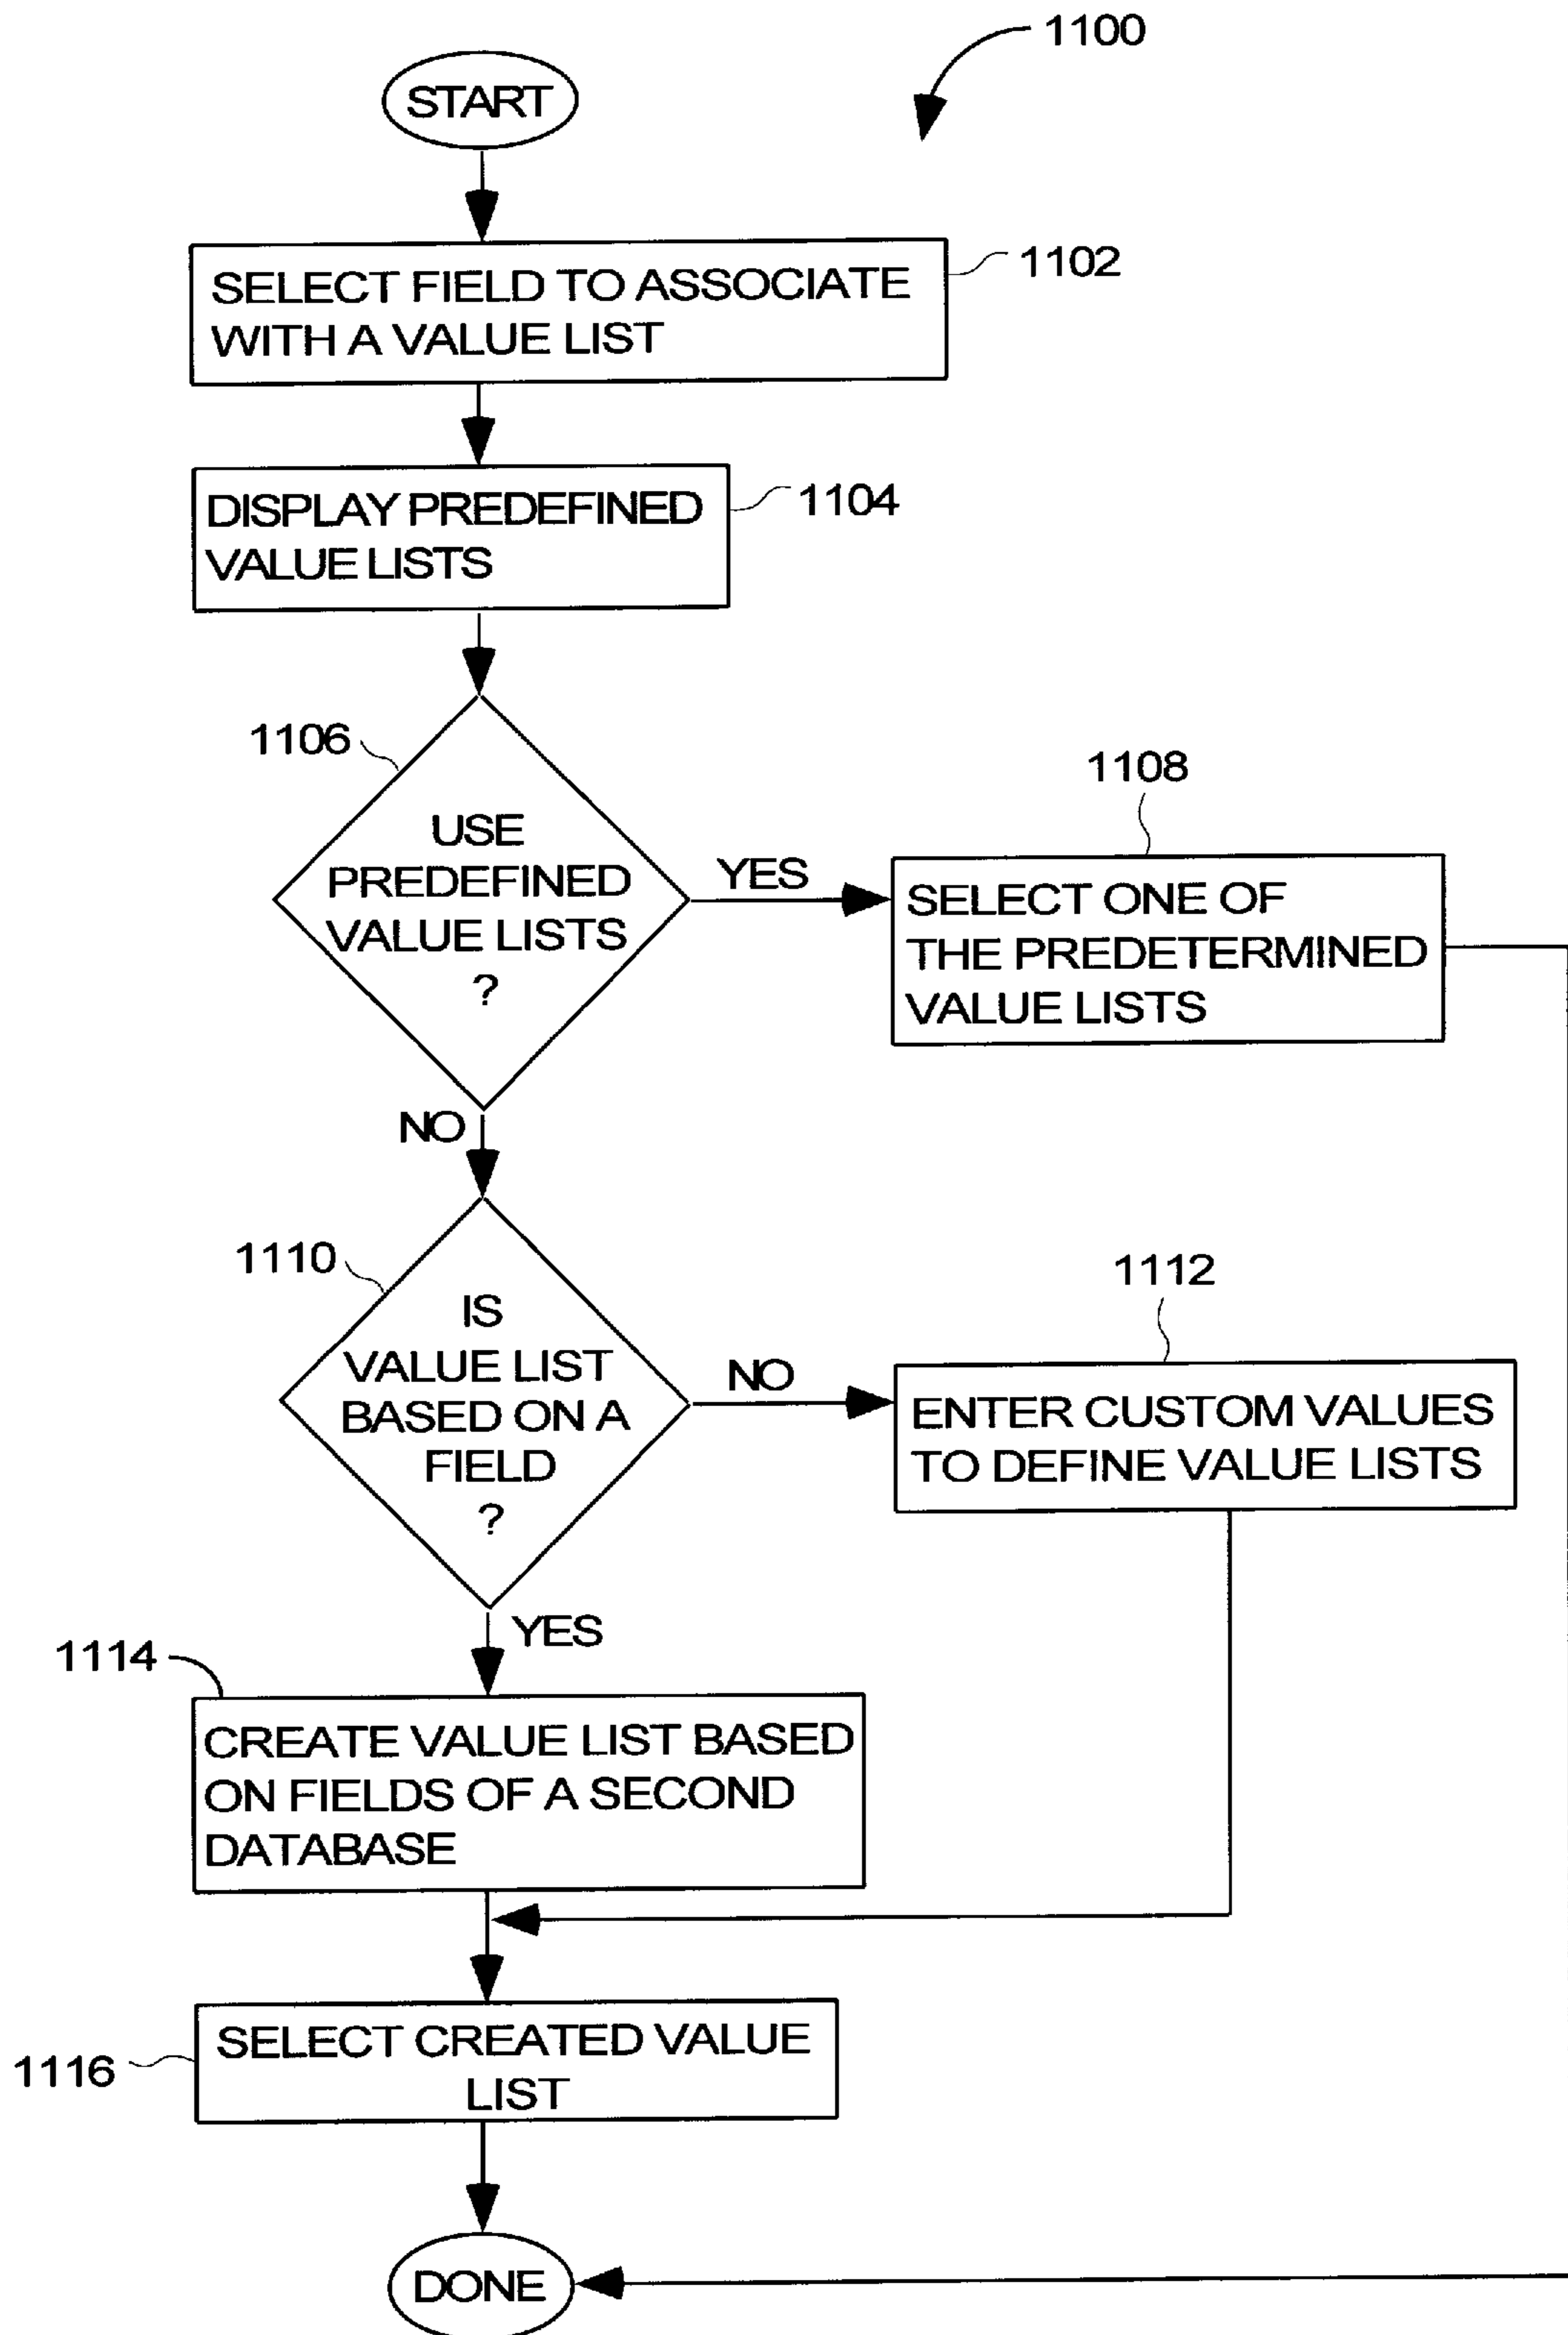 1100
START
SELECT FIELD TO ASSOCIATE
WITH A VALUE LIST
1102
DISPLAY PREDEFINED
VALUE LISTS
1104
1106
USE
PREDEFINED
VALUE LISTS
?
YES
1108
SELECT ONE OF
THE PREDETERMINED
VALUE LISTS
NO
1110
IS
VALUE LIST
BASED ON A
FIELD
?
NO
1112
ENTER CUSTOM VALUES
TO DEFINE VALUE LISTS
YES
1114
CREATE VALUE LIST BASED
ON FIELDS OF A SECOND
DATABASE
1116
SELECT CREATED VALUE
LIST
DONE